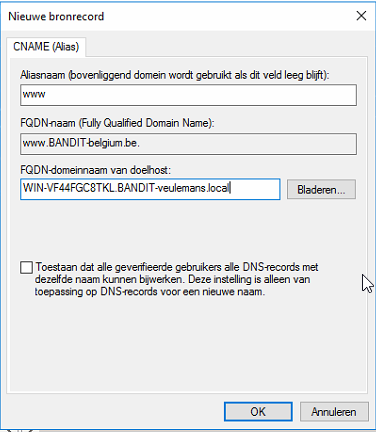 Nieuwe bronrecord
CNAME (Alias)
Aliasnaam (bovenliggend domein wordt gebruikt als dit veld leeg blijft):
www
FQDN-naam (Fully Qualified Domain Name):
www.BANDIT-belgium.be.
FQDN-domeinnaam van doelhost:
WIN-VF44FGC8TKL.BANDIT-veulemans.local
Bladeren...
Toestaan dat alle geverifieerde gebruikers alle DNS-records met
dezelfde naam kunnen bijwerken. Deze instelling is alleen van
toepassing op DNS-records voor een nieuwe naam.
OK
Annuleren